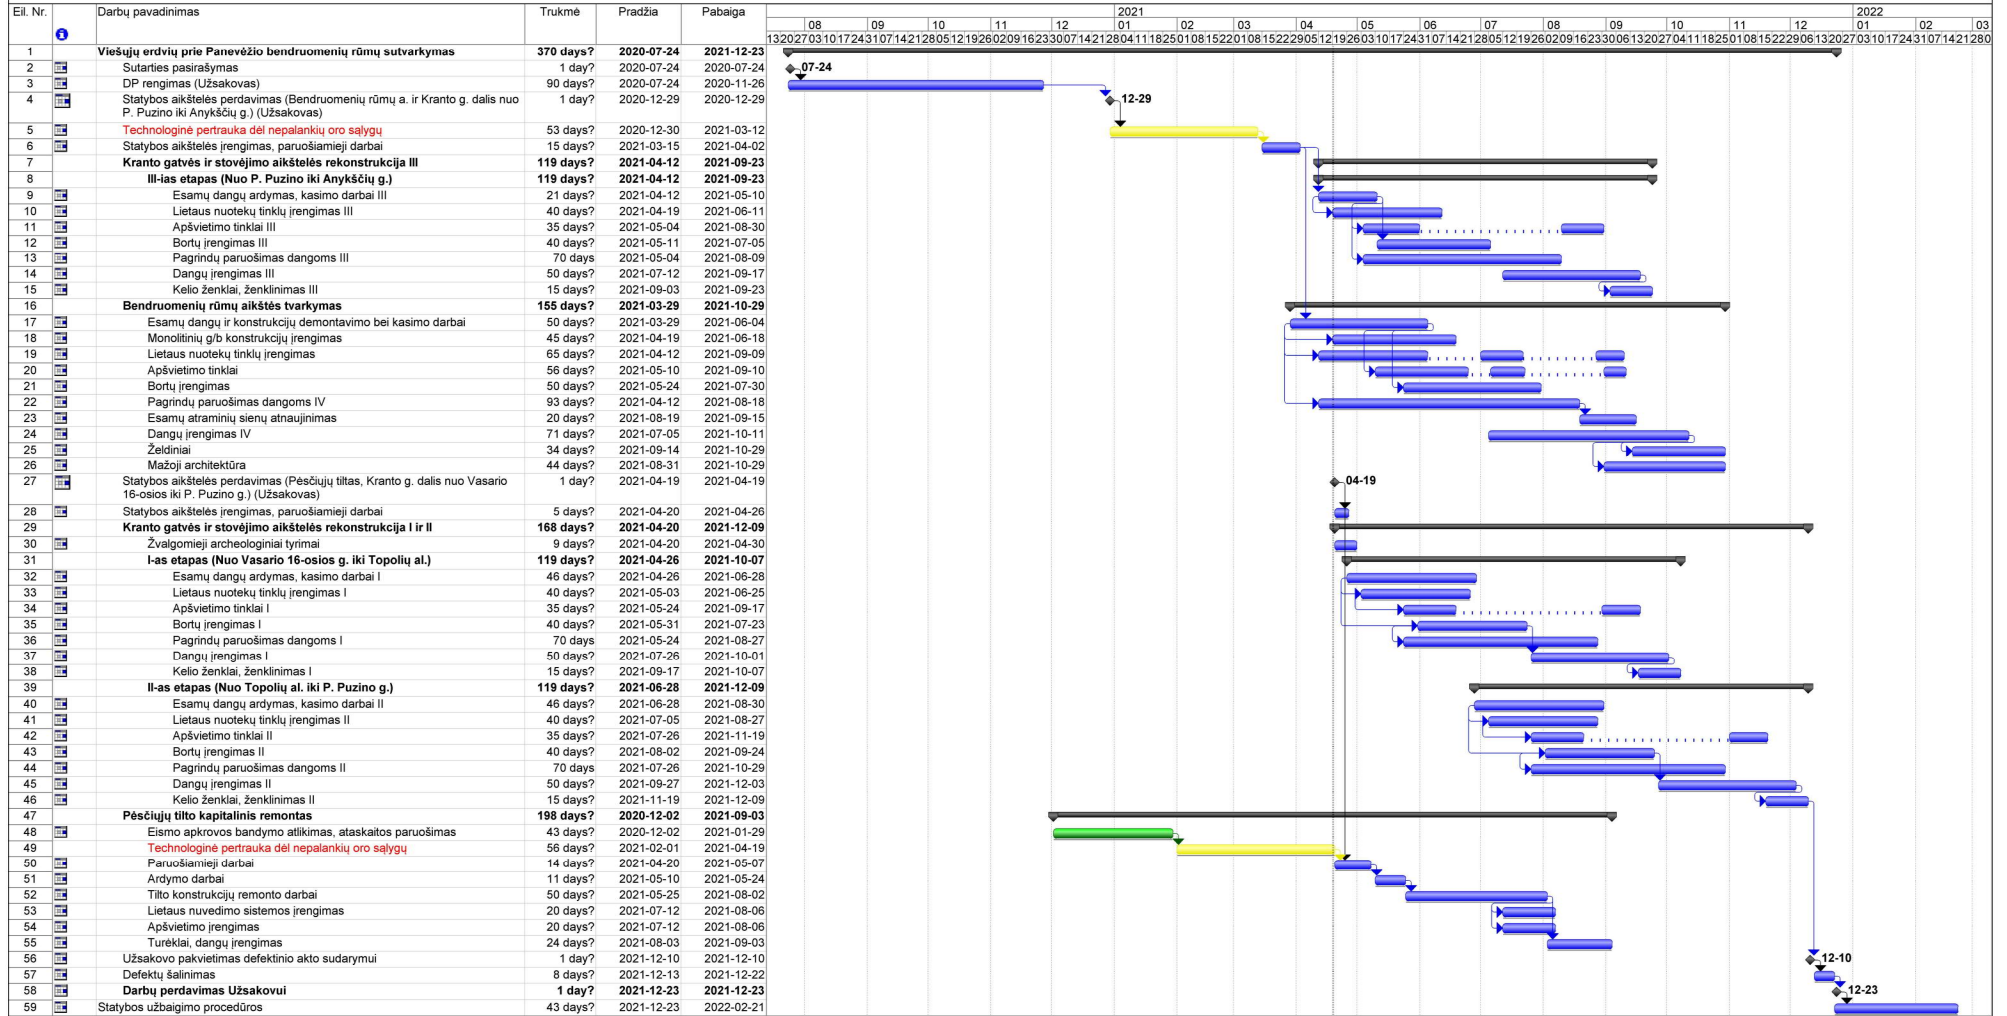 Eil. Nr. Darbų pavadinimas Trukmė Pradžia Pabaiga 2021 2022
08 09 10 11 12 01 02 03 04 05 06 07 08 09 10 11 12 01 02 03
1 Viešųjų erdvių prie Panevėžio bendruomenių rūmų sutvarkymas 370 days? 2020-07-24 2021-12-23
2 Sutarties pasirašymas 1 day? 2020-07-24 2020-07-24 07-24
3 DP rengimas (Užsakovas) 90 days? 2020-07-24 2020-11-26
4 Statybos aikštelės perdavimas (Bendruomenių rūmų a. ir Kranto g. dalis nuo 1 day? 2020-12-29 2020-12-29 12-29
P. Puzino iki Anykščių g.) (Užsakovas)
5 Technologinė pertrauka dėl nepalankių oro sąlygų 53 days? 2020-12-30 2021-03-12
6 Statybos aikštelės įrengimas, paruošiamieji darbai 15 days? 2021-03-15 2021-04-02
7 Kranto gatvės ir stovėjimo aikštelės rekonstrukcija III 119 days? 2021-04-12 2021-09-23
8 III-ias etapas (Nuo P. Puzino iki Anykščių g.) 119 days? 2021-04-12 2021-09-23
9 Esamų dangų ardymas, kasimo darbai III 21 days? 2021-04-12 2021-05-10
10 Lietaus nuotekų tinklų įrengimas III 40 days? 2021-04-19 2021-06-11
11 Apšvietimo tinklai III 35 days? 2021-05-04 2021-08-30
12 Bortų įrengimas III 40 days? 2021-05-11 2021-07-05
13 Pagrindų paruošimas dangoms III 70 days 2021-05-04 2021-08-09
14 Dangų įrengimas III 50 days? 2021-07-12 2021-09-17
15 Kelio ženklai, ženklinimas III 15 days? 2021-09-03 2021-09-23
16 Bendruomenių rūmų aikštės tvarkymas 155 days? 2021-03-29 2021-10-29
17 Esamų dangų ir konstrukcijų demontavimo bei kasimo darbai 50 days? 2021-03-29 2021-06-04
18 Monolitinių g/b konstrukcijų įrengimas 45 days? 2021-04-19 2021-06-18
19 Lietaus nuotekų tinklų įrengimas 65 days? 2021-04-12 2021-09-09
20 Apšvietimo tinklai 56 days? 2021-05-10 2021-09-10
21 Bortų įrengimas 50 days? 2021-05-24 2021-07-30
22 Pagrindų paruošimas dangoms IV 93 days? 2021-04-12 2021-08-18
23 Esamų atraminių sienų atnaujinimas 20 days? 2021-08-19 2021-09-15
24 Dangų įrengimas IV 71 days? 2021-07-05 2021-10-11
25 Želdiniai 34 days? 2021-09-14 2021-10-29
26 Mažoji architektūra 44 days? 2021-08-31 2021-10-29
27 Statybos aikštelės perdavimas (Pėsčiųjų tiltas, Kranto g. dalis nuo Vasario 1 day? 2021-04-19 2021-04-19 04-19
16-osios iki P. Puzino g.) (Užsakovas)
28 Statybos aikštelės įrengimas, paruošiamieji darbai 5 days? 2021-04-20 2021-04-26
29 Kranto gatvės ir stovėjimo aikštelės rekonstrukcija I ir II 168 days? 2021-04-20 2021-12-09
30 Žvalgomieji archeologiniai tyrimai 9 days? 2021-04-20 2021-04-30
31 I-as etapas (Nuo Vasario 16-osios g. iki Topolių al.) 119 days? 2021-04-26 2021-10-07
32 Esamų dangų ardymas, kasimo darbai I 46 days? 2021-04-26 2021-06-28
33 Lietaus nuotekų tinklų įrengimas I 40 days? 2021-05-03 2021-06-25
34 Apšvietimo tinklai I 35 days? 2021-05-24 2021-09-17
35 Bortų įrengimas I 40 days? 2021-05-31 2021-07-23
36 Pagrindų paruošimas dangoms I 70 days 2021-05-24 2021-08-27
37 Dangų įrengimas I 50 days? 2021-07-26 2021-10-01
38 Kelio ženklai, ženklinimas I 15 days? 2021-09-17 2021-10-07
39 II-as etapas (Nuo Topolių al. iki P. Puzino g.) 119 days? 2021-06-28 2021-12-09
40 Esamų dangų ardymas, kasimo darbai II 46 days? 2021-06-28 2021-08-30
41 Lietaus nuotekų tinklų įrengimas II 40 days? 2021-07-05 2021-08-27
42 Apšvietimo tinklai II 35 days? 2021-07-26 2021-11-19
43 Bortų įrengimas II 40 days? 2021-08-02 2021-09-24
44 Pagrindų paruošimas dangoms II 70 days 2021-07-26 2021-10-29
45 Dangų įrengimas II 50 days? 2021-09-27 2021-12-03
46 Kelio ženklai, ženklinimas II 15 days? 2021-11-19 2021-12-09
47 Pėsčiųjų tilto kapitalinis remontas 198 days? 2020-12-02 2021-09-03
48 Eismo apkrovos bandymo atlikimas, ataskaitos paruošimas 43 days? 2020-12-02 2021-01-29
49 Technologinė pertrauka dėl nepalankių oro sąlygų 56 days? 2021-02-01 2021-04-19
50 Paruošiamieji darbai 14 days? 2021-04-20 2021-05-07
51 Ardymo darbai 11 days? 2021-05-10 2021-05-24
52 Tilto konstrukcijų remonto darbai 50 days? 2021-05-25 2021-08-02
53 Lietaus nuvedimo sistemos įrengimas 20 days? 2021-07-12 2021-08-06
54 Apšvietimo įrengimas 20 days? 2021-07-12 2021-08-06
55 Turėklai, dangų įrengimas 24 days? 2021-08-03 2021-09-03
56 Užsakovo pakvietimas defektinio akto sudarymui 1 day? 2021-12-10 2021-12-10 12-10
57 Defektų šalinimas 8 days? 2021-12-13 2021-12-22
58 Darbų perdavimas Užsakovui 1 day? 2021-12-23 2021-12-23 12-23
59 Statybos užbaigimo procedūros 43 days? 2021-12-23 2022-02-21